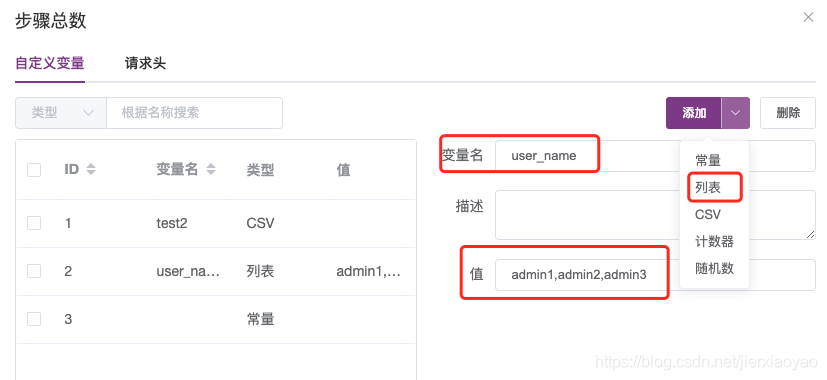 步骤总数
自定义变量 请求头
类型 根据名称搜索 添加 删除
ID 变量名 类型 值
1 test2 CSV
2 user_na... 列表 admin1,...
3 常量
变量名 user_name
描述
值 admin1,admin2,admin3
常量
列表
CSV
计数器
随机数
https://blog.csdn.net/jierxiaoyao